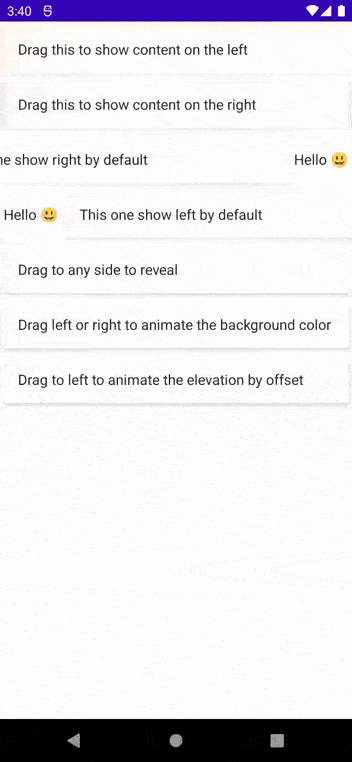 3:40
Drag this to show content on the left
Drag this to show content on the right
ne show right by default Hello 😃
Hello 😃 This one show left by default
Drag to any side to reveal
Drag left or right to animate the background color
Drag to left to animate the elevation by offset